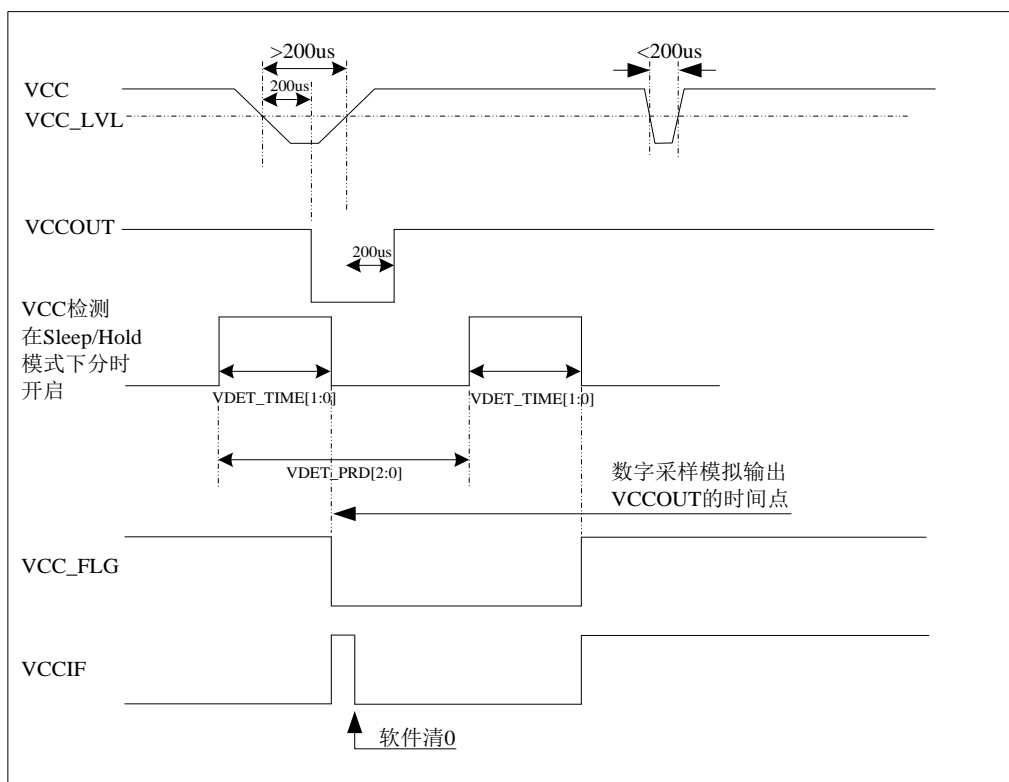 >200us
<200us
200us
VCC
VCC_LVL
VCCOUT
200us
VCC检测
在Sleep/Hold
模式下分时
开启
VDET_TIME[1:0]
VDET_TIME[1:0]
VDET_PRD[2:0]
数字采样模拟输出
VCCOUT的时间点
VCC_FLG
VCCIF
软件清0